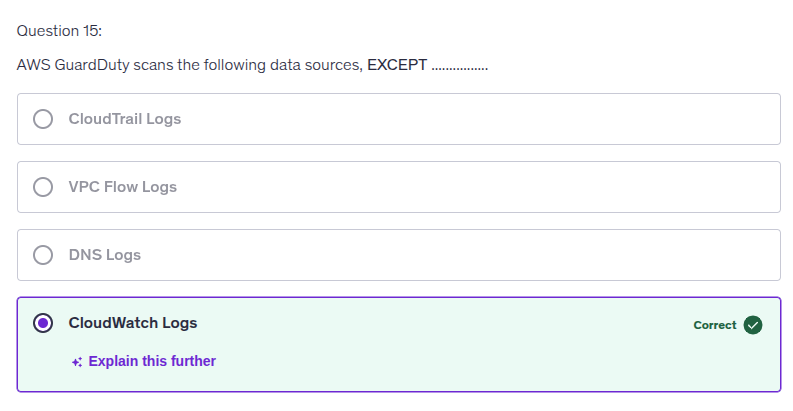 Question 15:
AWS GuardDuty scans the following data sources, EXCEPT ................
CloudTrail Logs
VPC Flow Logs
DNS Logs
CloudWatch Logs
Correct
Explain this further